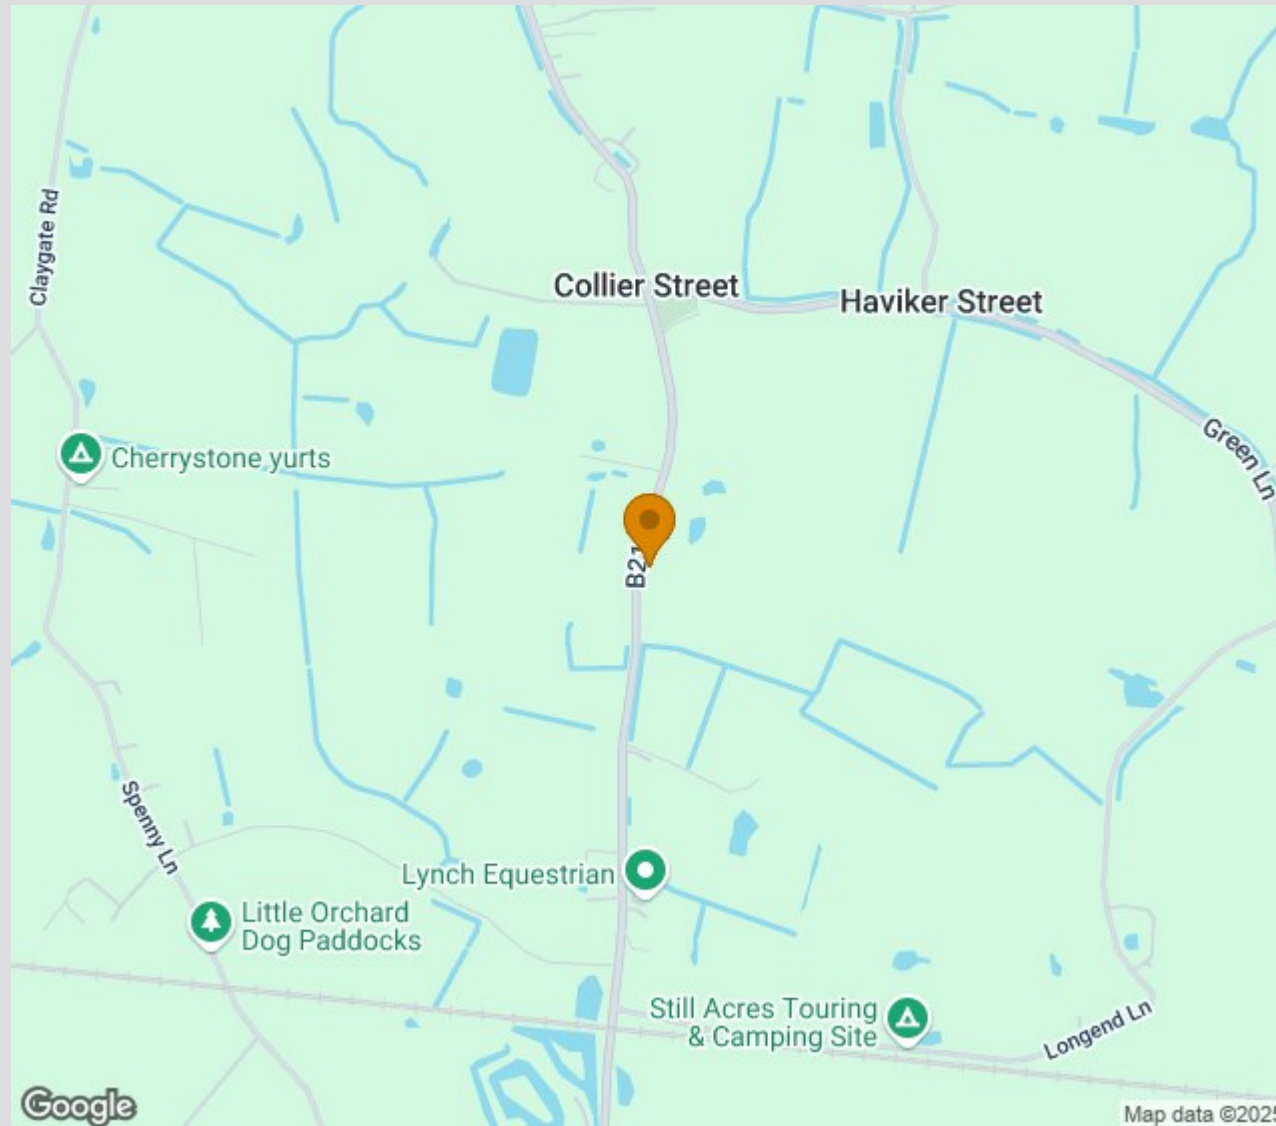 Claygate Rd
Collier Street
Haviker Street
Green Ln
Cherrystone yurts
B21
Spenny Ln
Lynch Equestrian
Little Orchard
Dog Paddocks
Still Acres Touring
& Camping Site
Longend Ln
Google
Map data ©2025